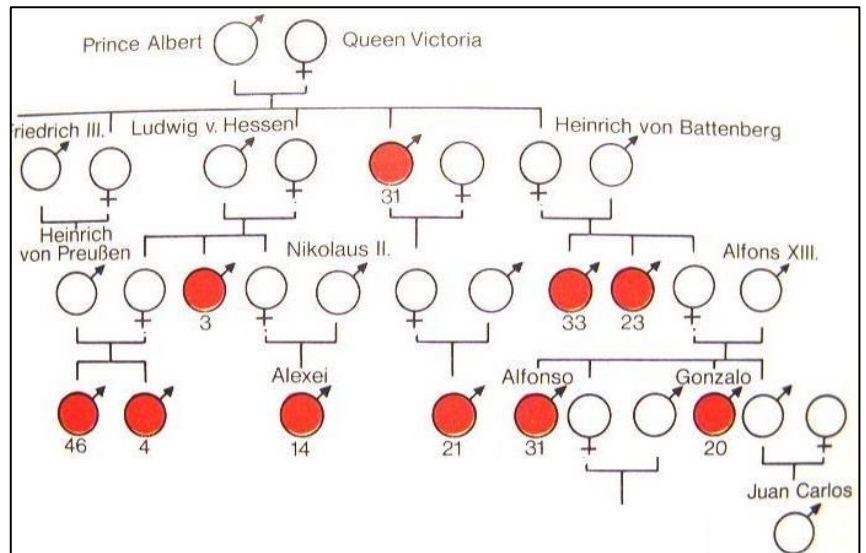 Prince Albert
Queen Victoria
riedrich III.
Ludwig v. Hessen
Heinrich von Battenberg
31
Heinrich
von Preußen
Nikolaus II.
Alfons XIII.
3
33
23
Alexei
Alfonso
Gonzalo
46
4
14
21
31
20
Juan Carlos